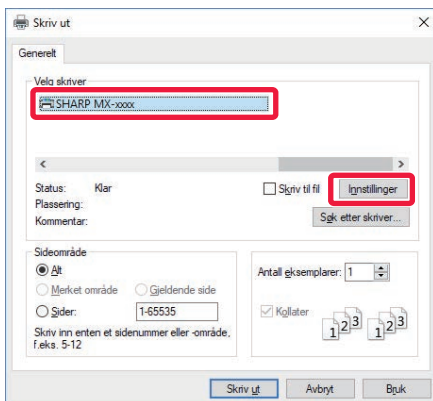 Skriv ut
Generelt
Velg skriver
SHARP MX-xxxx
Status: Klar
Skriv til fil
Innstillinger
Plassering:
Kommentar:
Søk etter skriver...
Sideområde
Alt
Merket område
Gjeldende side
Sider:
1-65535
Skriv inn enten et sidenummer eller -område,
f.eks. 5-12
Antall eksemplarer: 1
Kollater
1 2 3 1 2 3
Skriv ut
Avbryt
Bruk